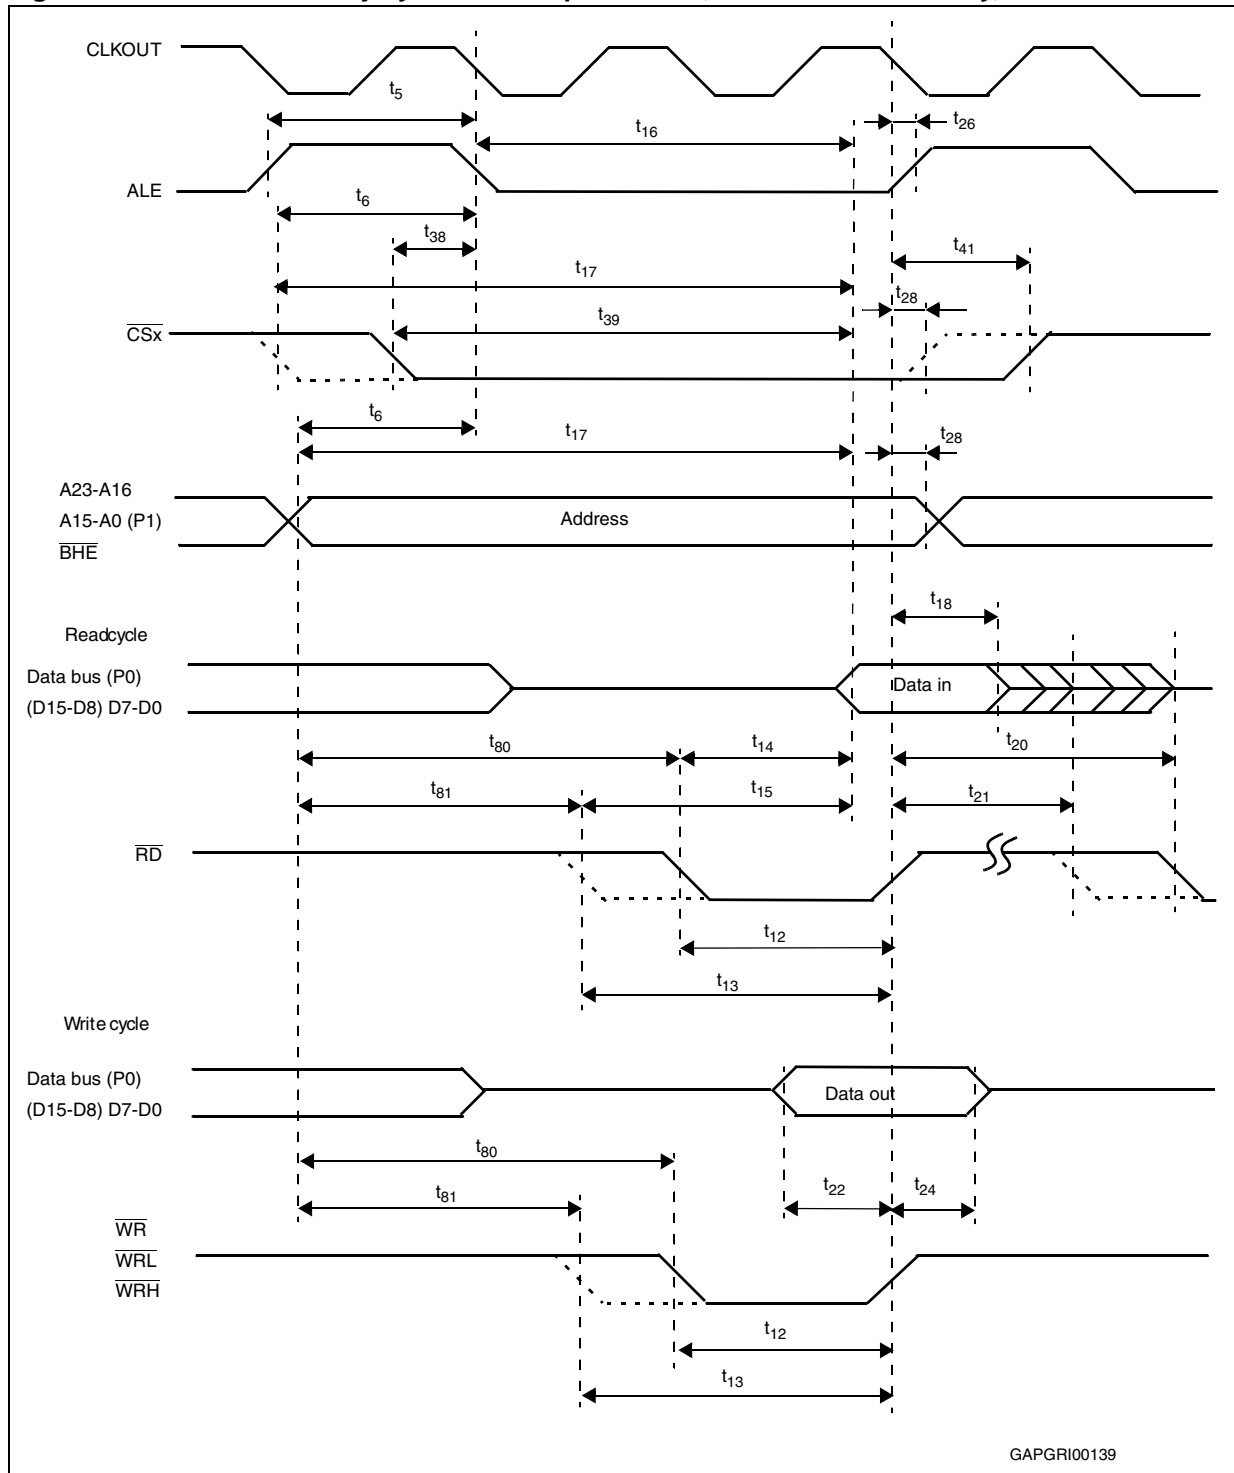 CLKOUT
t5
t16
t26
ALE
t6
t38
t41
t17
t28
t39
CSx
t6
t17
t28
A23-A16
A15-A0 (P1)
Address
BHE
t18
Readcycle
Data bus (P0)
Data in
(D15-D8) D7-D0
t80
t14
t20
t81
t15
t21
RD
t12
t13
Write cycle
Data bus (P0)
(D15-D8) D7-D0
Data out
t80
t22
t24
t81
WR
WRL
WRH
t12
t13
GAPGRI00139